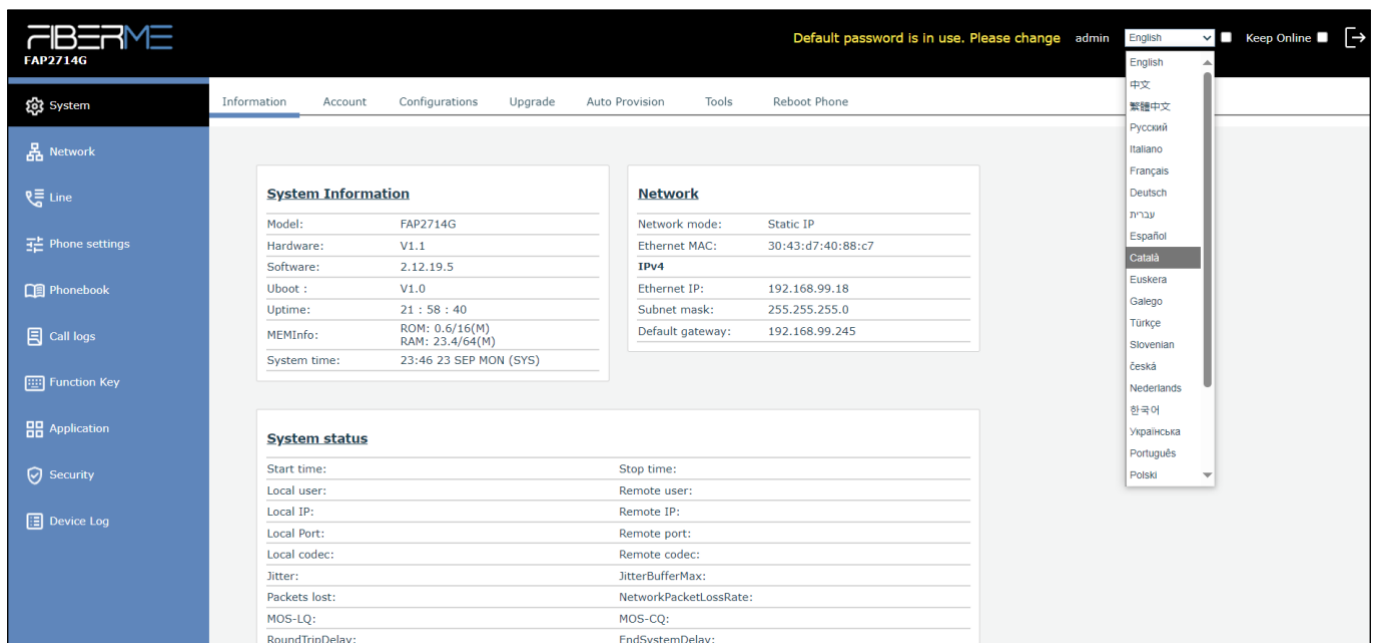 FIBERME
FAP2714G
Default password is in use. Please change admin English Keep Online
English
中文
繁體中文
Русский
Italiano
Français
Deutsch
עברית
Español
Català
Euskera
Galego
Türkçe
Slovenian
česká
Nederlands
한국어
Українська
Português
Polski
System
Network
Line
Phone settings
Phonebook
Call logs
Function Key
Application
Security
Device Log
Information Account Configurations Upgrade Auto Provision Tools Reboot Phone
System Information
Model: FAP2714G
Hardware: V1.1
Software: 2.12.19.5
Uboot : V1.0
Uptime: 21 : 58 : 40
MEMInfo: ROM: 0.6/16(M)
RAM: 23.4/64(M)
System time: 23:46 23 SEP MON (SYS)
Network
Network mode: Static IP
Ethernet MAC: 30:43:d7:40:88:c7
IPv4
Ethernet IP: 192.168.99.18
Subnet mask: 255.255.255.0
Default gateway: 192.168.99.245
System status
Start time: Stop time:
Local user: Remote user:
Local IP: Remote IP:
Local Port: Remote port:
Local codec: Remote codec:
Jitter: JitterBufferMax:
Packets lost: NetworkPacketLossRate:
MOS-LQ: MOS-CQ:
RoundTripDelay: EndSystemDelay: